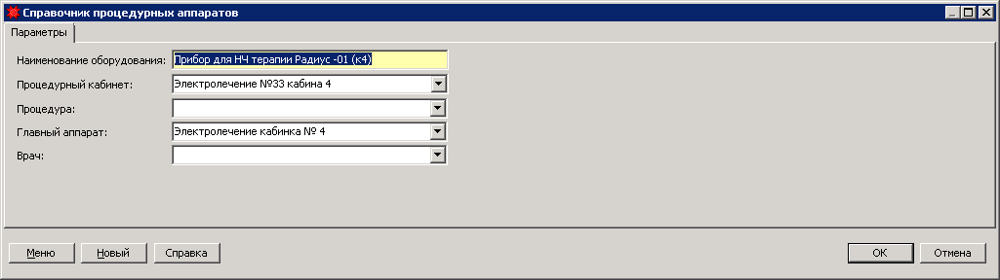 Справочник процедурных аппаратов
Параметры
Наименование оборудования: Прибор для НЧ терапии Радиус -01 (к4)
Процедурный кабинет: Электролечение №33 кабина 4
Процедура:
Главный аппарат: Электролечение кабинка № 4
Врач:
Меню Новый Справка OK Отмена